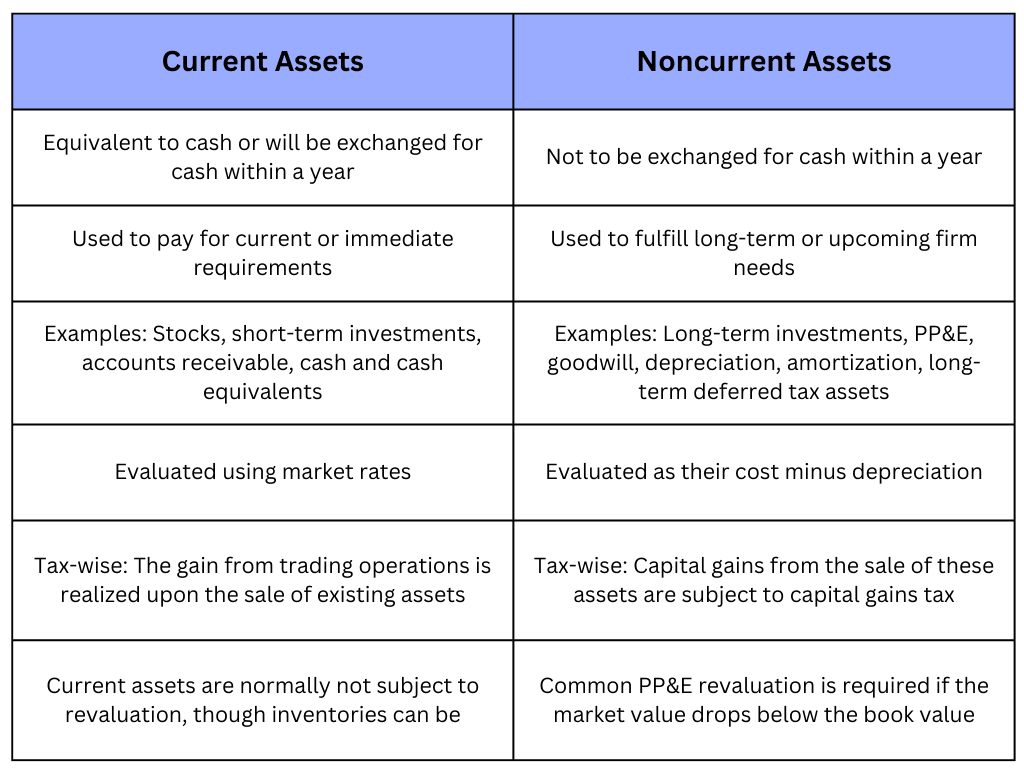 Current Assets
Noncurrent Assets
Equivalent to cash or will be exchanged for
cash within a year
Not to be exchanged for cash within a year
Used to pay for current or immediate
requirements
Used to fulfill long-term or upcoming firm
needs
Examples: Stocks, short-term investments,
accounts receivable, cash and cash
equivalents
Examples: Long-term investments, PP&E,
goodwill, depreciation, amortization, long-
term deferred tax assets
Evaluated using market rates
Evaluated as their cost minus depreciation
Tax-wise: The gain from trading operations is
realized upon the sale of existing assets
Tax-wise: Capital gains from the sale of these
assets are subject to capital gains tax
Current assets are normally not subject to
revaluation, though inventories can be
Common PP&E revaluation is required if the
market value drops below the book value